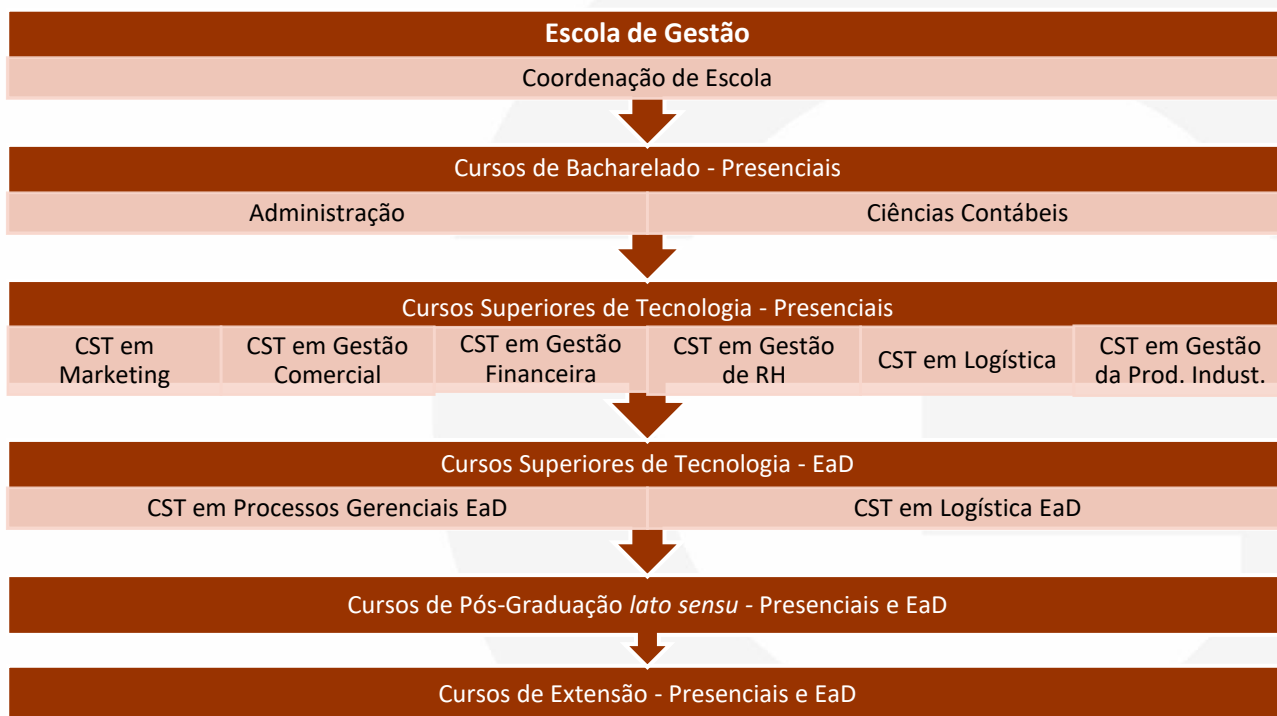 Escola de Gestão
Coordenação de Escola
Cursos de Bacharelado - Presenciais
Administração
Ciências Contábeis
Cursos Superiores de Tecnologia - Presenciais
CST em
Marketing
CST em Gestão
Comercial
CST em Gestão
Financeira
CST em Gestão
de RH
CST em Logística
CST em Gestão
da Prod. Indust.
Cursos Superiores de Tecnologia - EaD
CST em Processos Gerenciais EaD
CST em Logística EaD
Cursos de Pós-Graduação lato sensu - Presenciais e EaD
Cursos de Extensão - Presenciais e EaD